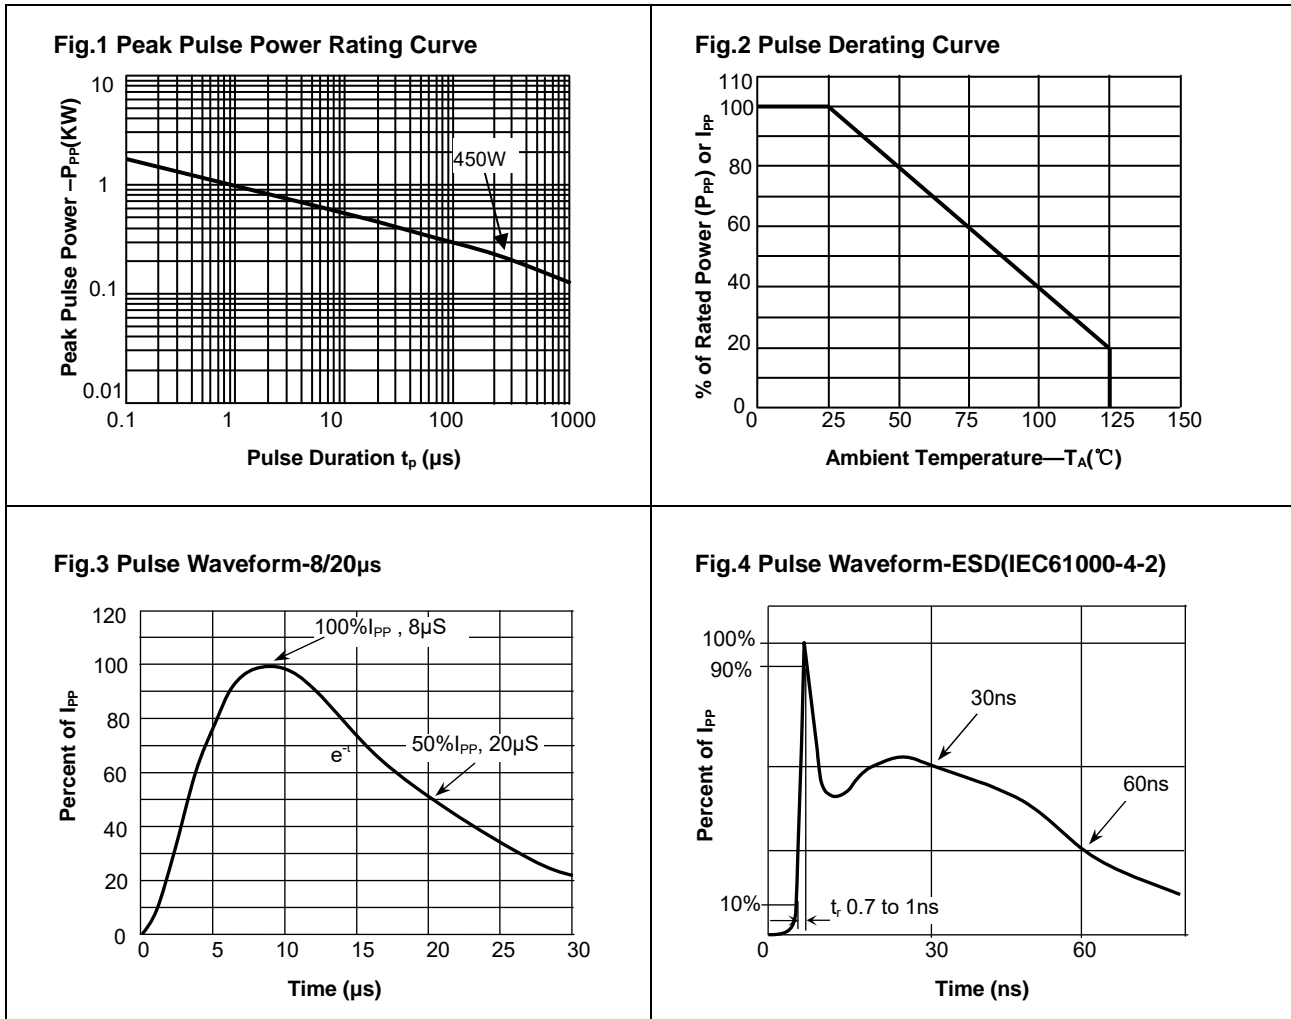 Fig.1 Peak Pulse Power Rating Curve
Peak Pulse Power –PPP(KW)
10
1
0.1
0.01
450W
0.1 1 10 100 1000
Pulse Duration tp (µs)
Fig.2 Pulse Derating Curve
% of Rated Power (PPP) or IPP
110
100
80
60
40
20
0
25 50 75 100 125 150
Ambient Temperature—TA(℃)
Fig.3 Pulse Waveform-8/20µs
Percent of IPP
120
100
80
60
40
20
0
100%IPP , 8µS
e-t
50%IPP, 20µS
0 5 10 15 20 25 30
Time (µs)
Fig.4 Pulse Waveform-ESD(IEC61000-4-2)
Percent of IPP
100%
90%
10%
30ns
60ns
tr 0.7 to 1ns
0 30 60
Time (ns)